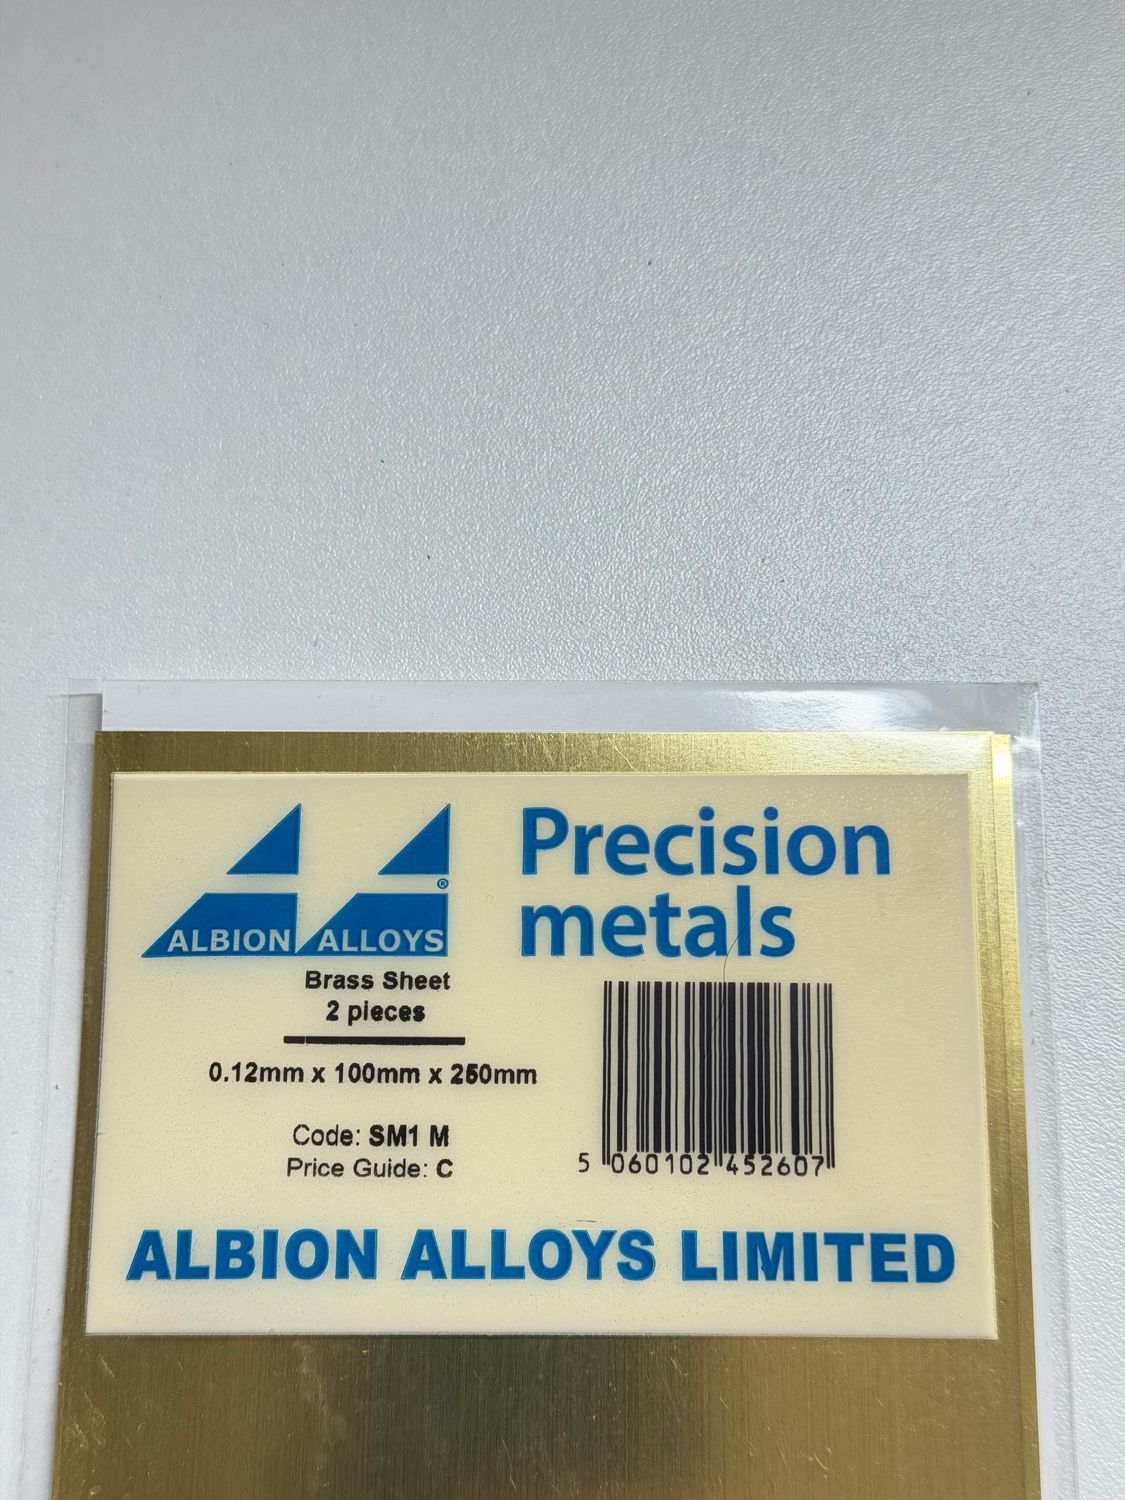 ALBION ALLOYS®
Precision
metals
Brass Sheet
2 pieces
0.12mm x 100mm x 250mm
Code: SM1 M
Price Guide: C
5 060102 452607
ALBION ALLOYS LIMITED